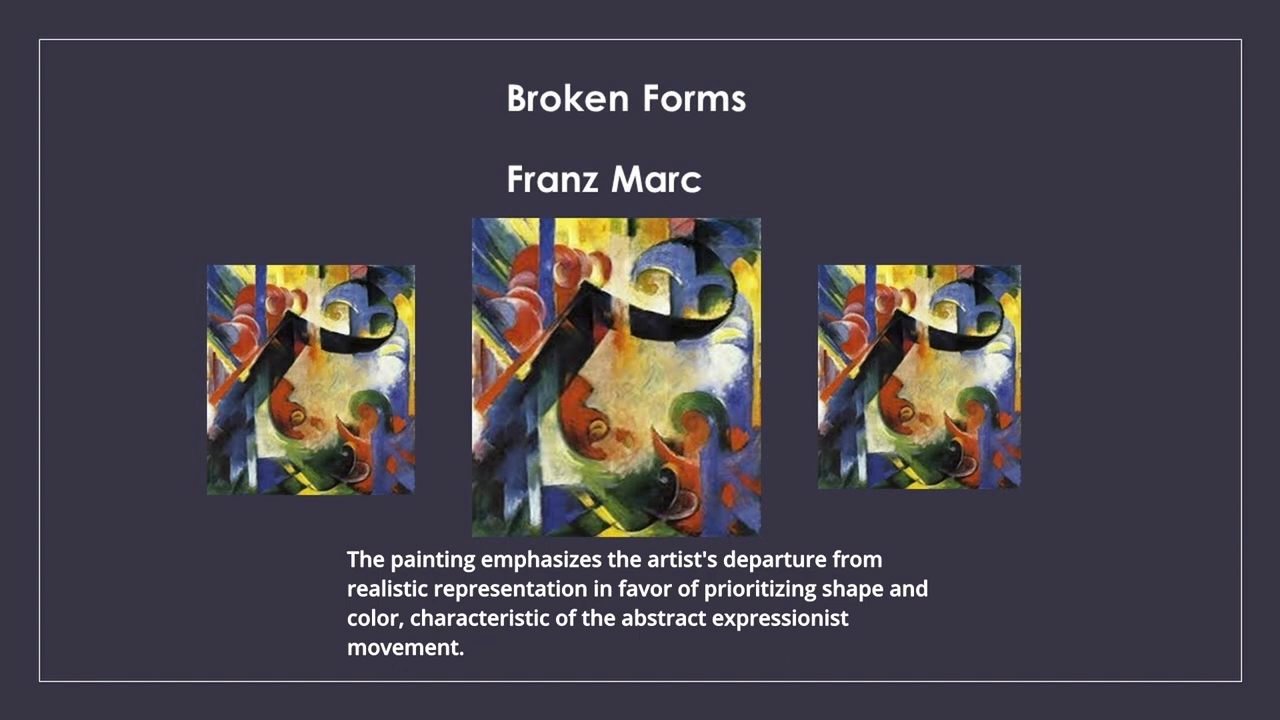 Broken Forms
Franz Marc
The painting emphasizes the artist's departure from
realistic representation in favor of prioritizing shape and
color, characteristic of the abstract expressionist
movement.